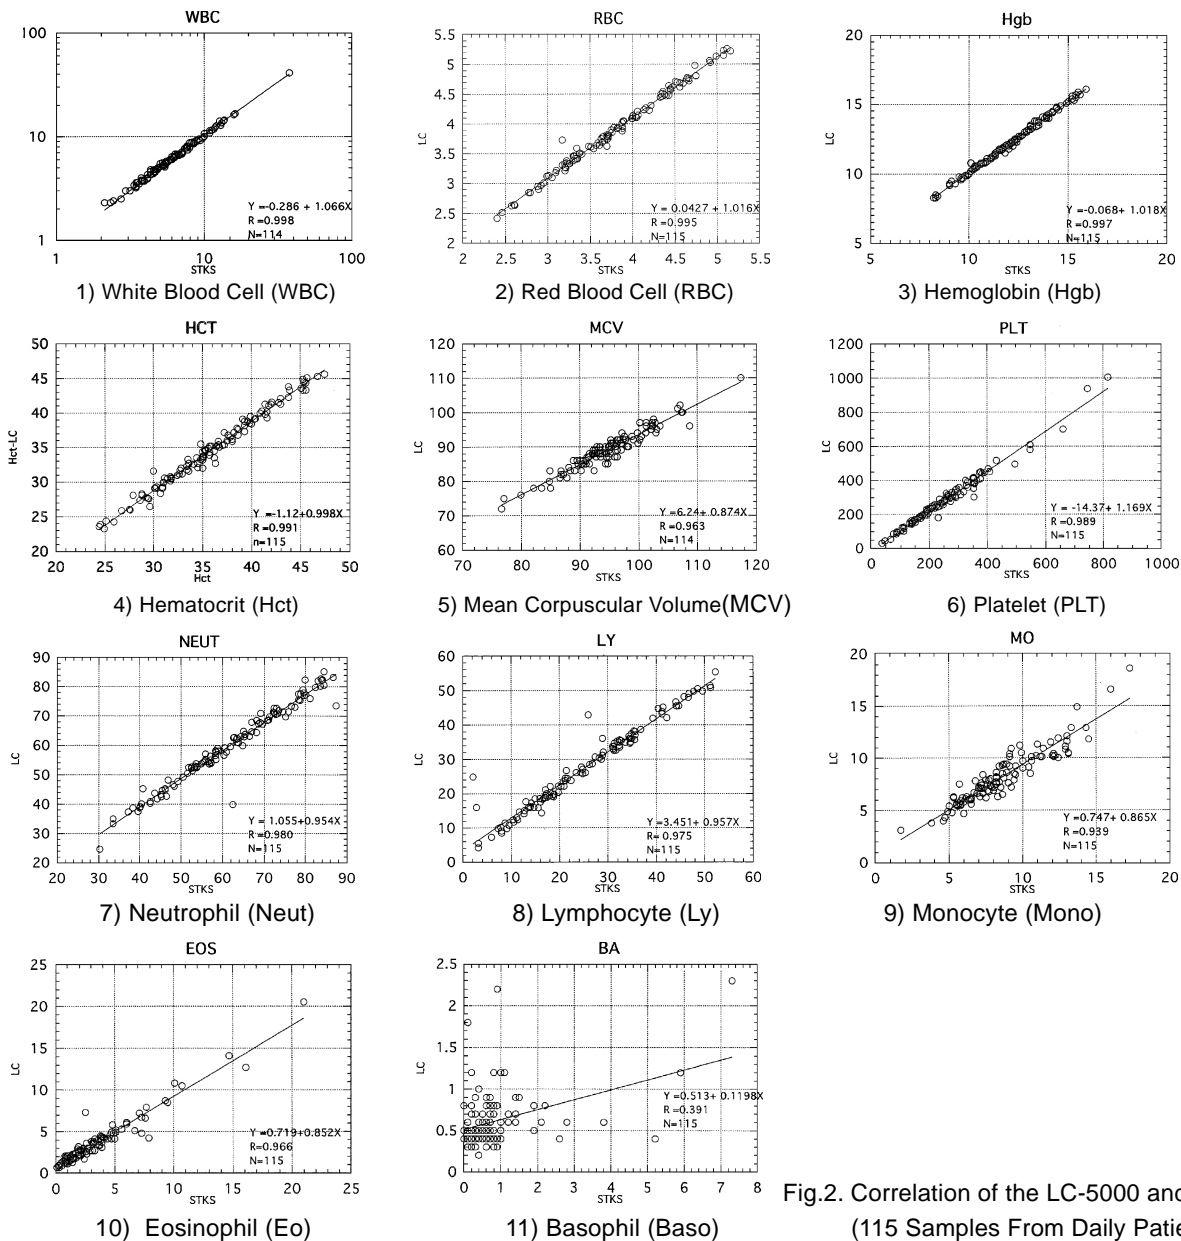 WBC
100
10
1
LC
1 10 100
STKS
Y =-0.286 + 1.066X
R =0.998
N=114
1) White Blood Cell (WBC)
RBC
5.5
5
4.5
4
3.5
3
2.5
2
LC
2 2.5 3 3.5 4 4.5 5 5.5
STKS
Y = 0.0427 + 1.016X
R =0.995
N=115
2) Red Blood Cell (RBC)
Hgb
20
15
10
5
LC
5 10 15 20
STKS
Y =-0.068+ 1.018X
R =0.997
N=115
3) Hemoglobin (Hgb)
HCT
50
45
40
35
30
25
20
Hct-LC
20 25 30 35 40 45 50
Hct
Y =-1.12+0.998X
R =0.991
n=115
4) Hematocrit (Hct)
MCV
120
110
100
90
80
70
60
LC
70 80 90 100 110 120
STKS
Y =6.24+ 0.874X
R =0.963
N=114
5) Mean Corpuscular Volume(MCV)
PLT
1200
1000
800
600
400
200
0
LC
0 200 400 600 800 1000
STKS
Y = -14.37+ 1.169X
R =0.989
N=115
6) Platelet (PLT)
NEUT
90
80
70
60
50
40
30
20
LC
20 30 40 50 60 70 80 90
STKS
Y = 1.055+0.954X
R =0.980
N=115
7) Neutrophil (Neut)
LY
60
50
40
30
20
10
0
LC
0 10 20 30 40 50 60
STKS
Y =3.451+ 0.957X
R= 0.975
N=115
8) Lymphocyte (Ly)
MO
20
15
10
5
0
LC
0 5 10 15 20
STKS
Y =0.747+ 0.865X
R =0.939
N=115
9) Monocyte (Mono)
EOS
25
20
15
10
5
0
LC
0 5 10 15 20 25
STKS
Y =0.719+0.852X
R=0.966
N=115
10) Eosinophil (Eo)
BA
2.5
2
1.5
1
0.5
0
LC
0 1 2 3 4 5 6 7 8
STKS
Y =0.513+ 0.1198X
R =0.391
N=115
11) Basophil (Baso)
Fig.2. Correlation of the LC-5000 and
(115 Samples From Daily Patie